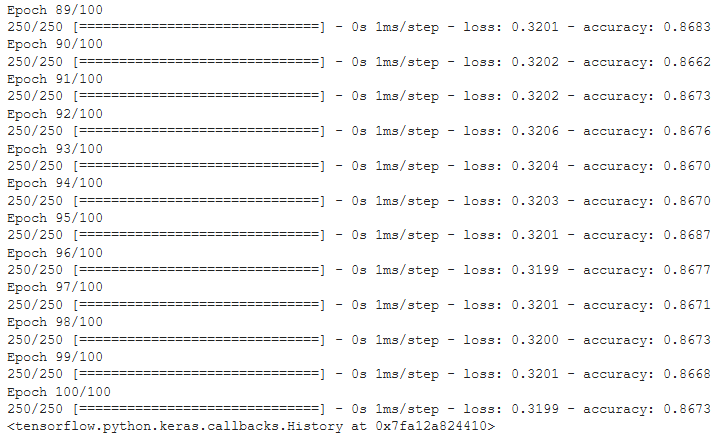 Epoch 89/100
250/250 [==============================] - 0s 1ms/step - loss: 0.3201 - accuracy: 0.8683
Epoch 90/100
250/250 [==============================] - 0s 1ms/step - loss: 0.3202 - accuracy: 0.8662
Epoch 91/100
250/250 [==============================] - 0s 1ms/step - loss: 0.3202 - accuracy: 0.8673
Epoch 92/100
250/250 [==============================] - 0s 1ms/step - loss: 0.3206 - accuracy: 0.8676
Epoch 93/100
250/250 [==============================] - 0s 1ms/step - loss: 0.3204 - accuracy: 0.8670
Epoch 94/100
250/250 [==============================] - 0s 1ms/step - loss: 0.3203 - accuracy: 0.8670
Epoch 95/100
250/250 [==============================] - 0s 1ms/step - loss: 0.3201 - accuracy: 0.8687
Epoch 96/100
250/250 [==============================] - 0s 1ms/step - loss: 0.3199 - accuracy: 0.8677
Epoch 97/100
250/250 [==============================] - 0s 1ms/step - loss: 0.3201 - accuracy: 0.8671
Epoch 98/100
250/250 [==============================] - 0s 1ms/step - loss: 0.3200 - accuracy: 0.8673
Epoch 99/100
250/250 [==============================] - 0s 1ms/step - loss: 0.3201 - accuracy: 0.8668
Epoch 100/100
250/250 [==============================] - 0s 1ms/step - loss: 0.3199 - accuracy: 0.8673
<tensorflow.python.keras.callbacks.History at 0x7fa12a824410>